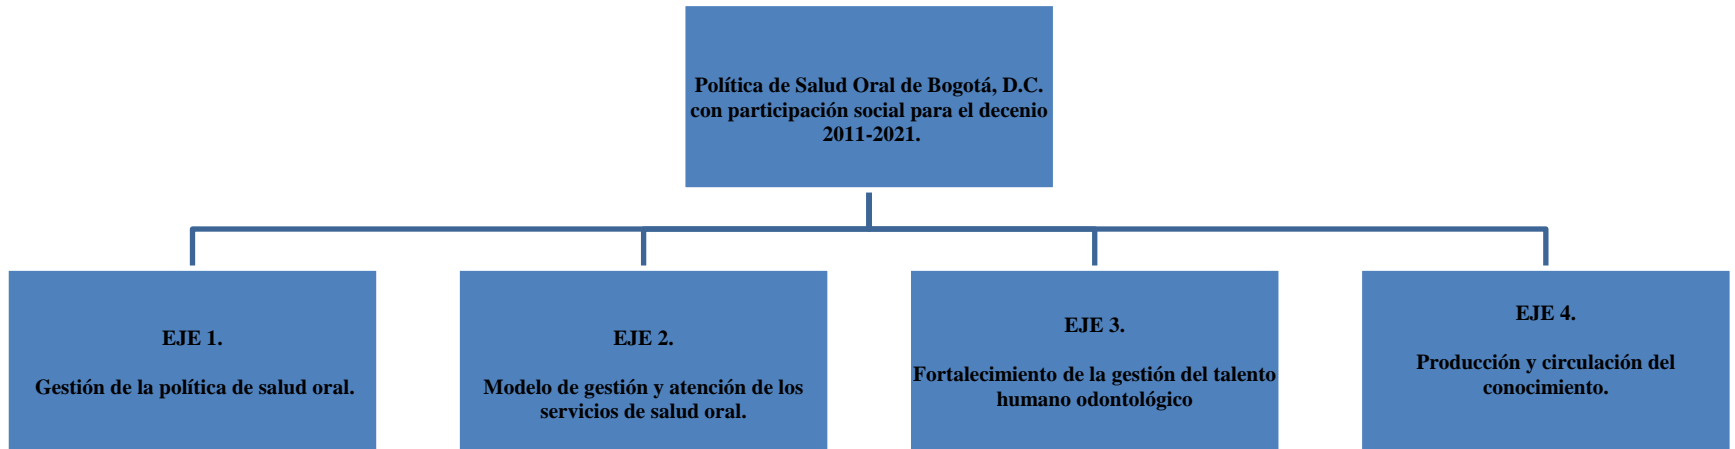 Política de Salud Oral de Bogotá, D.C.
con participación social para el decenio
2011-2021.
EJE 1.
Gestión de la política de salud oral.
EJE 2.
Modelo de gestión y atención de los
servicios de salud oral.
EJE 3.
Fortalecimiento de la gestión del talento
humano odontológico
EJE 4.
Producción y circulación del
conocimiento.